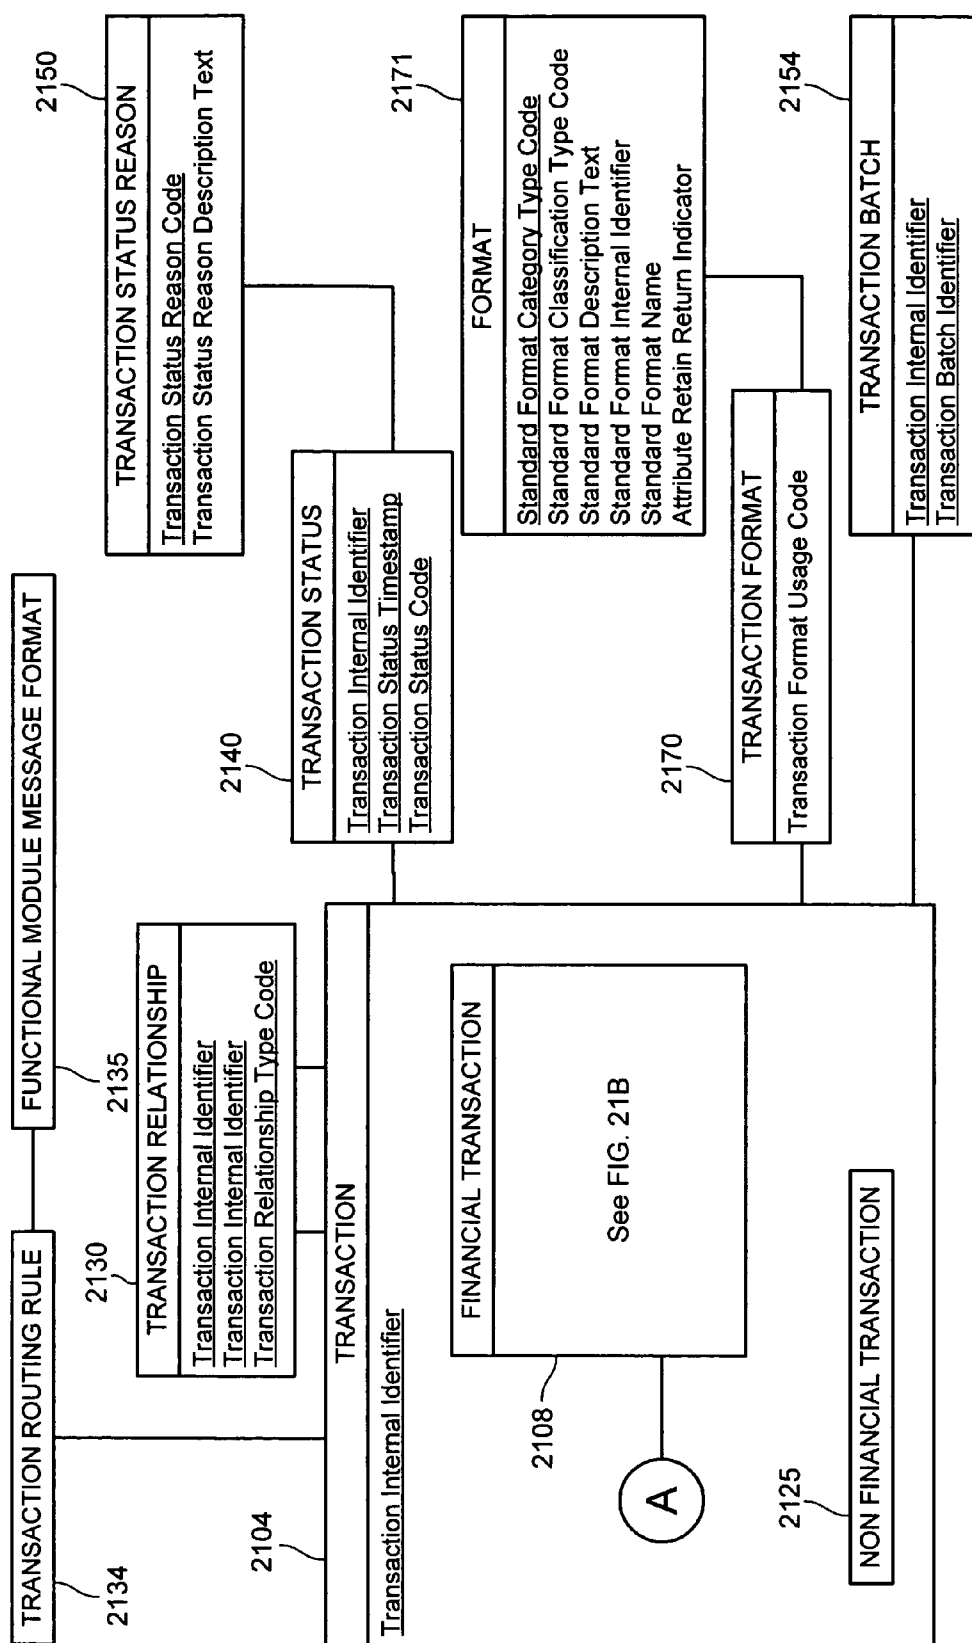 TRANSACTION ROUTING RULE
2134
FUNCTIONAL MODULE MESSAGE FORMAT
2135
2130
TRANSACTION RELATIONSHIP
Transaction Internal Identifier
Transaction Internal Identifier
Transaction Relationship Type Code
2150
TRANSACTION STATUS REASON
Transaction Status Reason Code
Transaction Status Reason Description Text
2140
TRANSACTION STATUS
Transaction Internal Identifier
Transaction Status Timestamp
Transaction Status Code
2104
TRANSACTION
Transaction Internal Identifier
FINANCIAL TRANSACTION
See FIG. 21B
2108
A
2125
NON FINANCIAL TRANSACTION
2171
FORMAT
Standard Format Category Type Code
Standard Format Classification Type Code
Standard Format Description Text
Standard Format Internal Identifier
Standard Format Name
Attribute Retain Return Indicator
2170
TRANSACTION FORMAT
Transaction Format Usage Code
2154
TRANSACTION BATCH
Transaction Internal Identifier
Transaction Batch Identifier